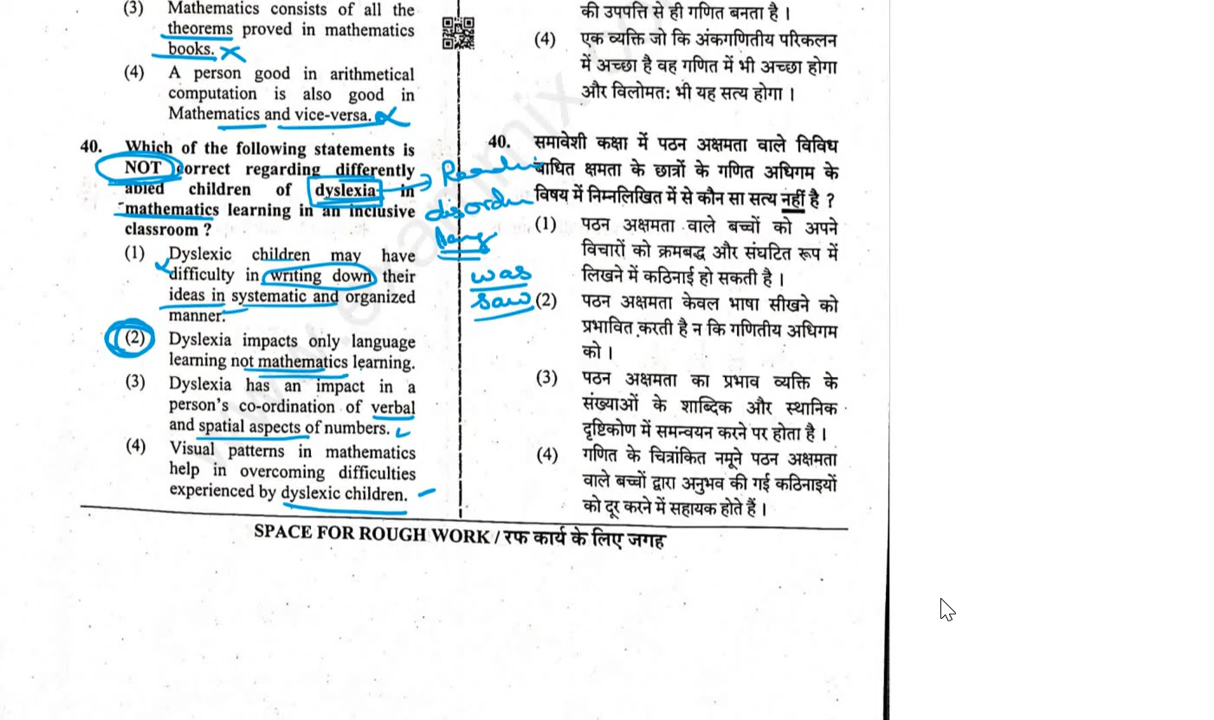 (3) Mathematics consists of all the
theorems proved in mathematics
books.
(4) A person good in arithmetical
computation is also good in
Mathematics and vice-versa.
40. Which of the following statements is
NOT correct regarding differently
abled children of dyslexia in
mathematics learning in an inclusive
classroom ?
(1) Dyslexic children may have
difficulty in writing down their
ideas in systematic and organized
manner.
(2) Dyslexia impacts only language
learning not mathematics learning.
(3) Dyslexia has an impact in a
person's co-ordination of verbal
and spatial aspects of numbers.
(4) Visual patterns in mathematics
help in overcoming difficulties
experienced by dyslexic children.
disorder
lang
was
saw
की उपपत्ति से ही गणित बनता है ।
(4) एक व्यक्ति जो कि अंकगणितीय परिकलन
में अच्छा है वह गणित में भी अच्छा होगा
और विलोमत: भी यह सत्य होगा ।
40. समावेशी कक्षा में पठन अक्षमता वाले विविध
बाधित क्षमता के छात्रों के गणित अधिगम के
विषय में निम्नलिखित में से कौन सा सत्य नहीं है ?
(1) पठन अक्षमता वाले बच्चों को अपने
विचारों को क्रमबद्ध और संघटित रूप में
लिखने में कठिनाई हो सकती है ।
(2) पठन अक्षमता केवल भाषा सीखने को
प्रभावित करती है न कि गणितीय अधिगम
को ।
(3) पठन अक्षमता का प्रभाव व्यक्ति के
संख्याओं के शाब्दिक और स्थानिक
दृष्टिकोण में समन्वयन करने पर होता है ।
(4) गणित के चित्रांकित नमूने पठन अक्षमता
वाले बच्चों द्वारा अनुभव की गई कठिनाइयों
को दूर करने में सहायक होते हैं ।
SPACE FOR ROUGH WORK / रफ कार्य के लिए जगह